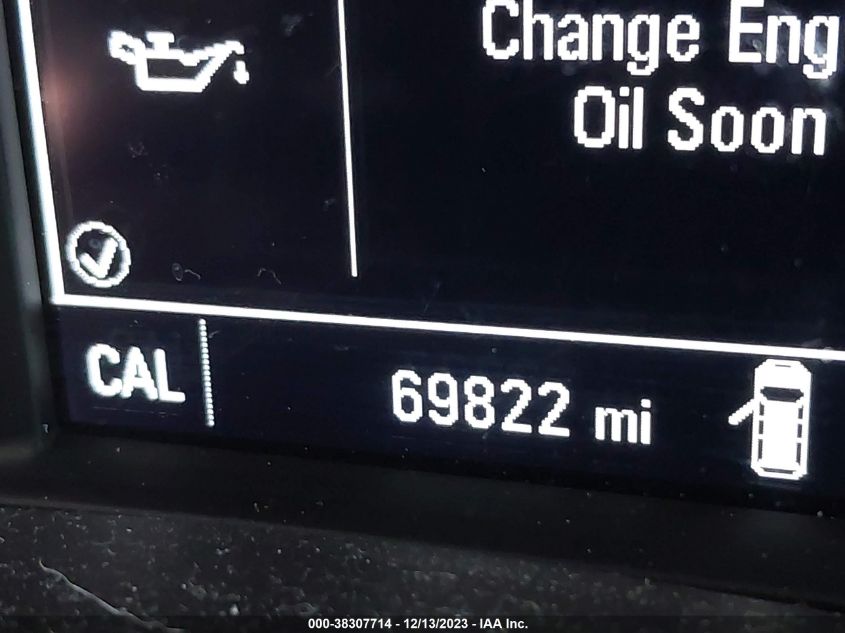 Change Eng
Oil Soon
CAL
69822 mi
000-38307714 - 12/13/2023 - IAA Inc.